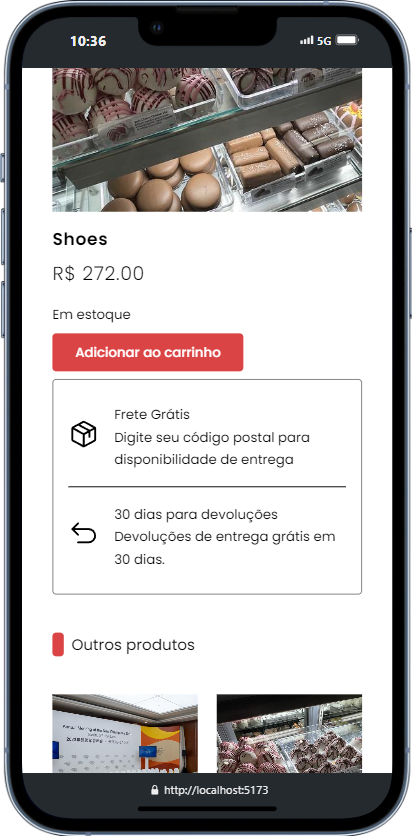 10:36
5G
Shoes
R$ 272.00
Em estoque
Adicionar ao carrinho
Frete Grátis
Digite seu código postal para
disponibilidade de entrega
30 dias para devoluções
Devoluções de entrega grátis em
30 dias.
Outros produtos
http://localhost:5173